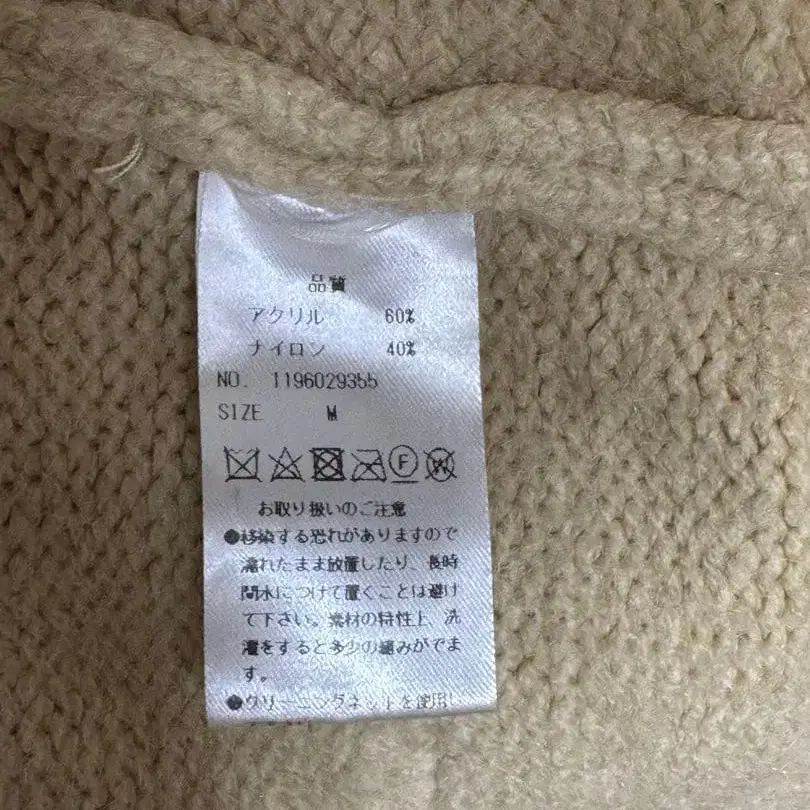 品質
アクリル 60%
ナイロン 40%
NO. 1196029355
SIZE M
F W
お取り扱いのご注意
●移染する恐れがありますので
濡れたまま放置したり、長時
間水につけて置くことは避け
て下さい。素材の特性上、洗
濯をすると多少の縮みがでま
す。
●クリーニングネットを使用し